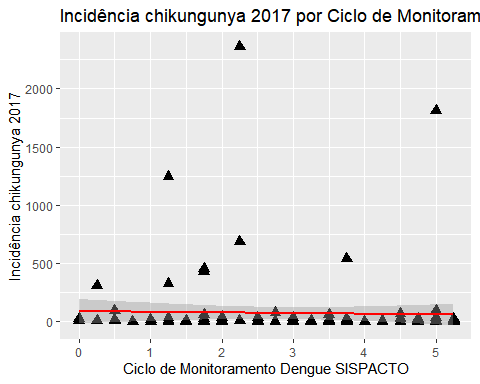 Incidência chikungunya 2017 por Ciclo de Monitoram
Incidência chikungunya 2017
2000
1500
1000
500
0
0 1 2 3 4 5
Ciclo de Monitoramento Dengue SISPACTO